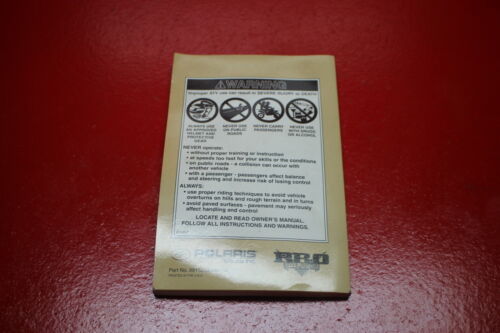 WARNING
Improper ATV use can result in SEVERE INJURY or DEATH
ALWAYS USE
AN APPROVED
HELMET AND
PROTECTIVE
GEAR
NEVER USE
ON PUBLIC
ROADS
NEVER CARRY
PASSENGERS
NEVER USE
WITH DRUGS
OR ALCOHOL
NEVER operate:
• without proper training or instruction
• at speeds too fast for your skills or the conditions
• on public roads - a collision can occur with
another vehicle
• with a passenger - passengers affect balance
and steering and increase risk of losing control
ALWAYS:
• use proper riding techniques to avoid vehicle
overturns on hills and rough terrain and in turns
• avoid paved surfaces - pavement may seriously
affect handling and control
LOCATE AND READ OWNER'S MANUAL.
FOLLOW ALL INSTRUCTIONS AND WARNINGS.
POLARIS
PRO
Part No.